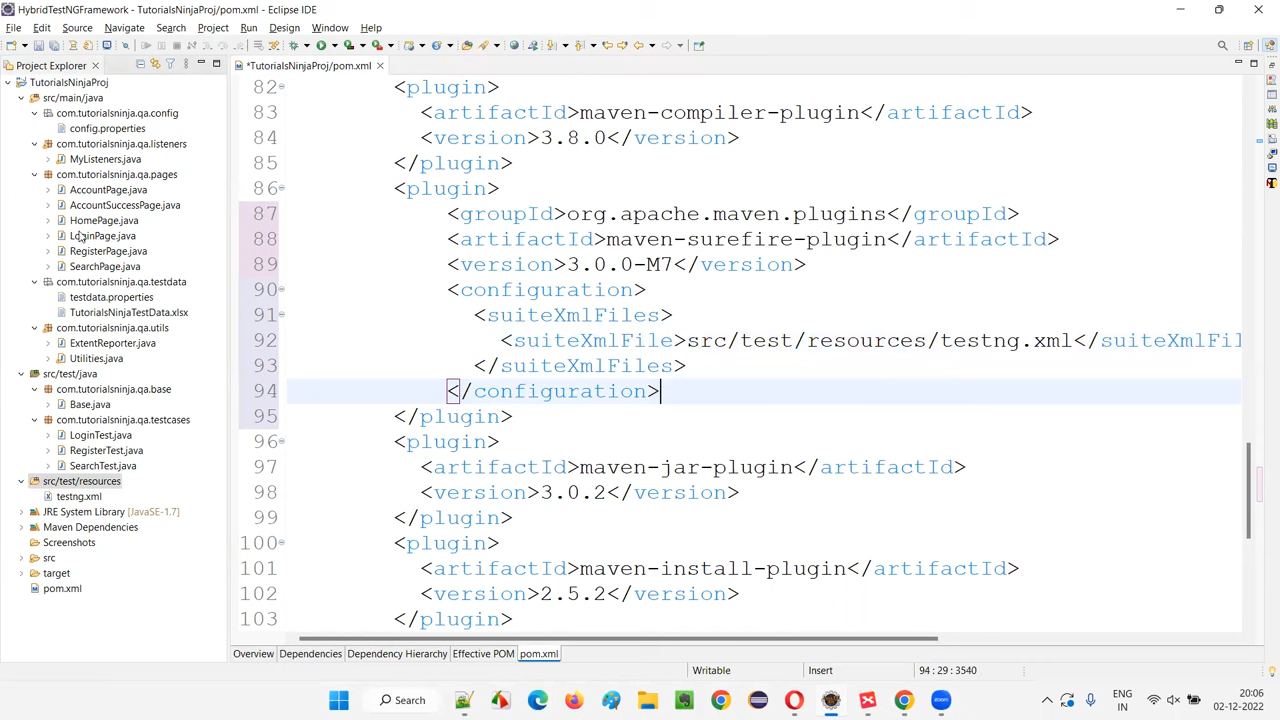 HybridTestNGFramework - TutorialsNinjaProj/pom.xml - Eclipse IDE
File Edit Source Navigate Search Project Run Design Window Help
Project Explorer
*TutorialsNinjaProj/pom.xml
TutorialsNinjaProj
src/main/java
com.tutorialsninja.qa.config
config.properties
com.tutorialsninja.qa.listeners
MyListeners.java
com.tutorialsninja.qa.pages
AccountPage.java
AccountSuccessPage.java
HomePage.java
LoginPage.java
RegisterPage.java
SearchPage.java
com.tutorialsninja.qa.testdata
testdata.properties
TutorialsNinjaTestData.xlsx
com.tutorialsninja.qa.utils
ExtentReporter.java
Utilities.java
src/test/java
com.tutorialsninja.qa.base
Base.java
com.tutorialsninja.qa.testcases
LoginTest.java
RegisterTest.java
SearchTest.java
src/test/resources
testng.xml
JRE System Library [JavaSE-1.7]
Maven Dependencies
Screenshots
src
target
pom.xml
82 <plugin>
83 <artifactId>maven-compiler-plugin</artifactId>
84 <version>3.8.0</version>
85 </plugin>
86 <plugin>
87 <groupId>org.apache.maven.plugins</groupId>
88 <artifactId>maven-surefire-plugin</artifactId>
89 <version>3.0.0-M7</version>
90 <configuration>
91 <suiteXmlFiles>
92 <suiteXmlFile>src/test/resources/testng.xml</suiteXmlFil
93 </suiteXmlFiles>
94 </configuration>
95 </plugin>
96 <plugin>
97 <artifactId>maven-jar-plugin</artifactId>
98 <version>3.0.2</version>
99 </plugin>
100 <plugin>
101 <artifactId>maven-install-plugin</artifactId>
102 <version>2.5.2</version>
103 </plugin>
Overview Dependencies Dependency Hierarchy Effective POM pom.xml
Writable Insert 94 : 29 : 3540
Search
ENG
IN
20:06
02-12-2022